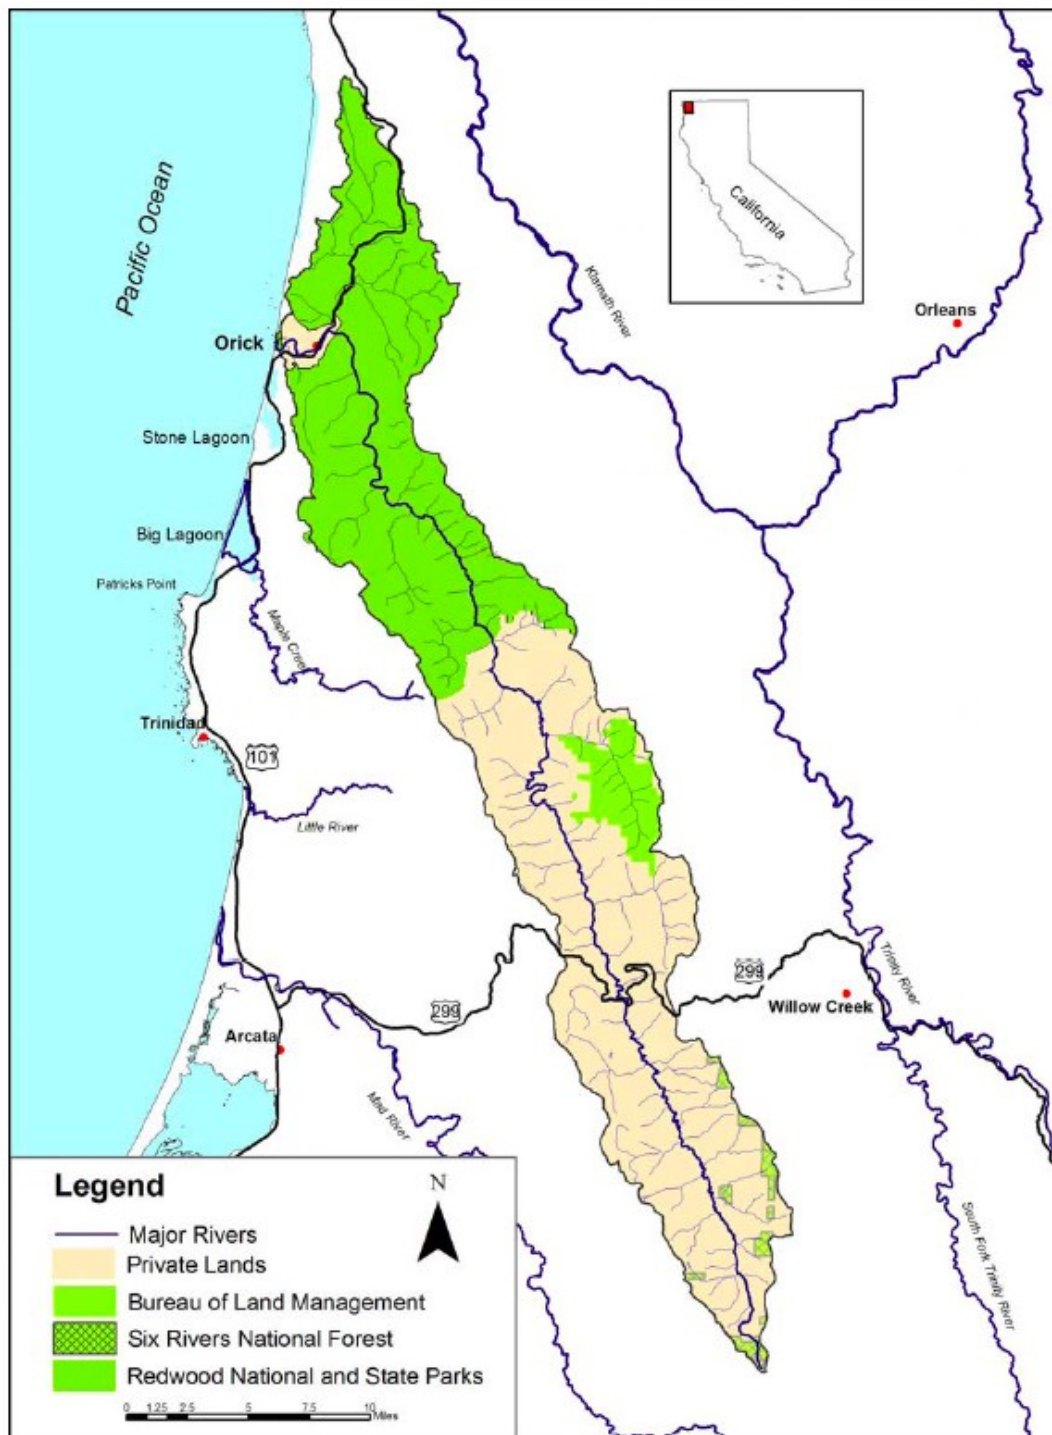 Pacific Ocean
California
Klamath River
Orleans
Orick
Stone Lagoon
Big Lagoon
Patricks Point
Maple Creek
Trinidad
101
Little River
299
299
Trinity River
Willow Creek
Arcata
Mad River
South Fork Trinity River
Legend
N
Major Rivers
Private Lands
Bureau of Land Management
Six Rivers National Forest
Redwood National and State Parks
0 1.25 2.5 5 7.5 10
Miles